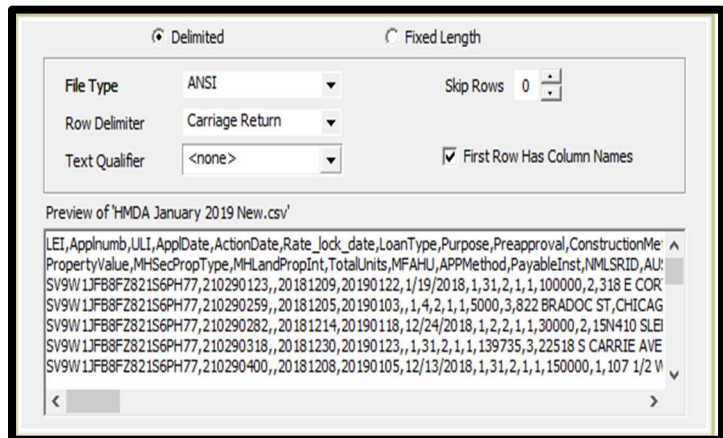 Delimited Fixed Length
File Type ANSI Skip Rows 0
Row Delimiter Carriage Return
Text Qualifier <none> First Row Has Column Names
Preview of 'HMDA January 2019 New.csv'
LEI,Applnumb,ULI,ApplDate,ActionDate,Rate_lock_date,LoanType,Purpose,Preapproval,ConstructionMe
PropertyValue,MHSecPropType,MHLandPropInt,TotalUnits,MFAHU,APPMethod,PayableInst,NMLSRID,AU
SV9W1JFB8FZ821S6PH77,210290123,,20181209,20190122,1/19/2018,1,31,2,1,1,100000,2,318 E COR
SV9W1JFB8FZ821S6PH77,210290259,,20181205,20190103,,1,4,2,1,1,5000,3,822 BRADOC ST,CHICAG
SV9W1JFB8FZ821S6PH77,210290282,,20181214,20190118,12/24/2018,1,2,2,1,1,30000,2,15N410 SLE
SV9W1JFB8FZ821S6PH77,210290318,,20181230,20190123,,1,31,2,1,1,139735,3,22518 S CARRIE AVE
SV9W1JFB8FZ821S6PH77,210290400,,20181208,20190105,12/13/2018,1,31,2,1,1,150000,1,107 1/2 W